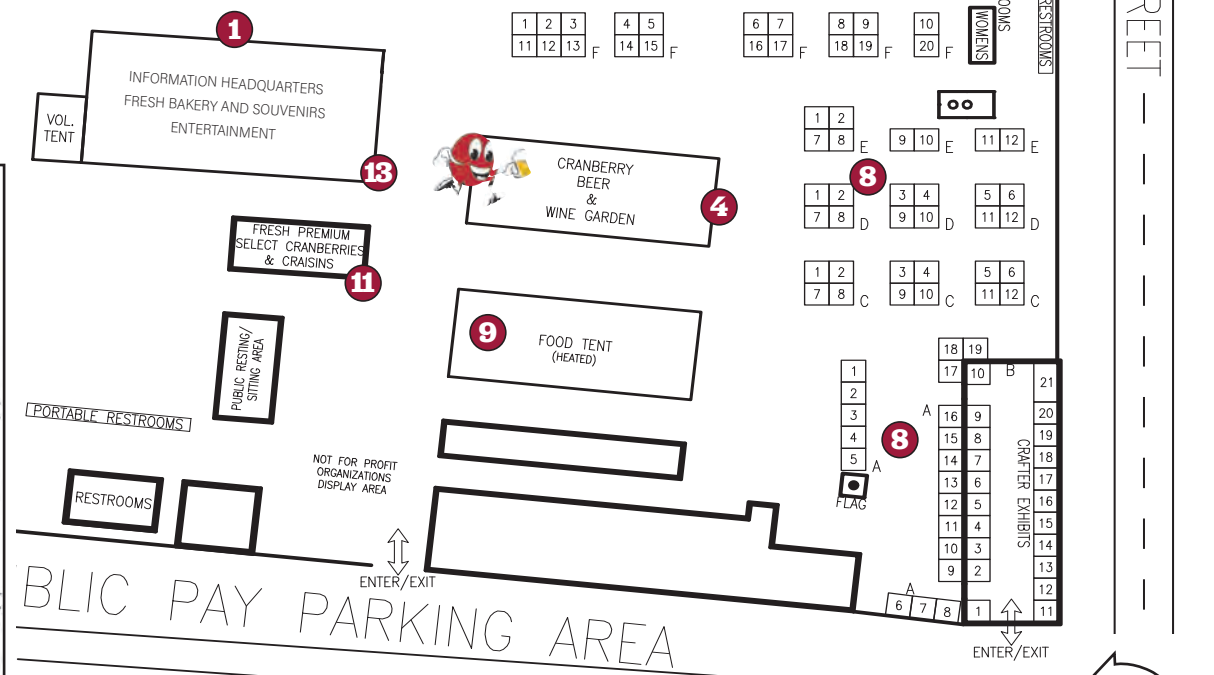 1
INFORMATION HEADQUARTERS
FRESH BAKERY AND SOUVENIRS
ENTERTAINMENT
VOL.
TENT
13
1 2 3
11 12 13 F
4 5
14 15 F
6 7
16 17 F
8 9
18 19 F
10
20 F
WOMENS
OOMS
RESTROOMS
REET
CRANBERRY
BEER
&
WINE GARDEN
4
1 2
7 8 E
9 10 E
11 12 E
8
1 2
7 8 D
3 4
9 10 D
5 6
11 12 D
1 2
7 8 C
3 4
9 10 C
5 6
11 12 C
FRESH PREMIUM
SELECT CRANBERRIES
& CRAISINS
11
9
FOOD TENT
(HEATED)
PUBLIC RESTING/
SITTING AREA
PORTABLE RESTROOMS
RESTROOMS
NOT FOR PROFIT
ORGANIZATIONS
DISPLAY AREA
ENTER/EXIT
1
2
3
4
5 A
FLAG
8
18 19
17
A
16
15
14
13
12
11
10
9
A
6 7 8
10
9
8
7
6
5
4
3
2
1
B
CRAFTER EXHIBITS
21
20
19
18
17
16
15
14
13
12
11
ENTER/EXIT
BLIC PAY PARKING AREA